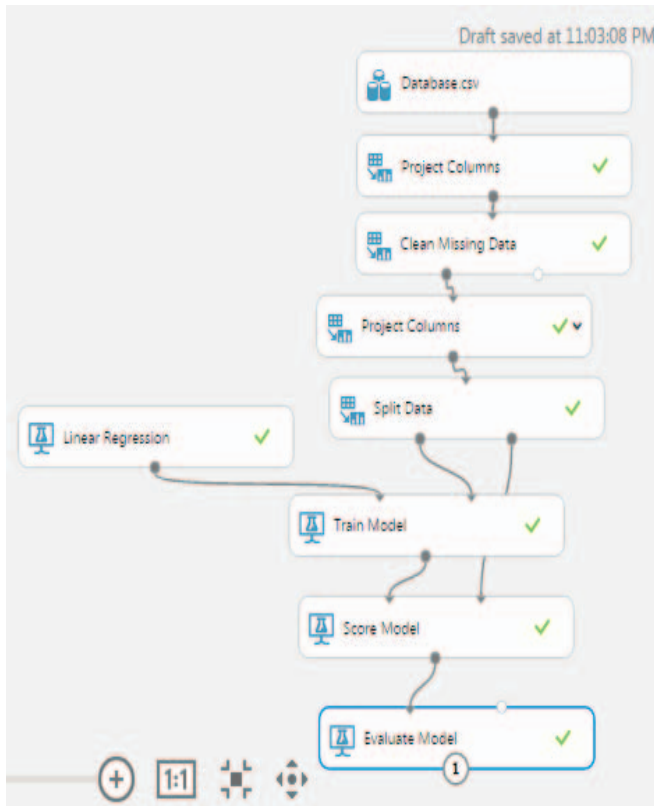 Draft saved at 11:03:08 PM
Database.csv
Project Columns
Clean Missing Data
Project Columns
Split Data
Linear Regression
Train Model
Score Model
Evaluate Model
1
1:1